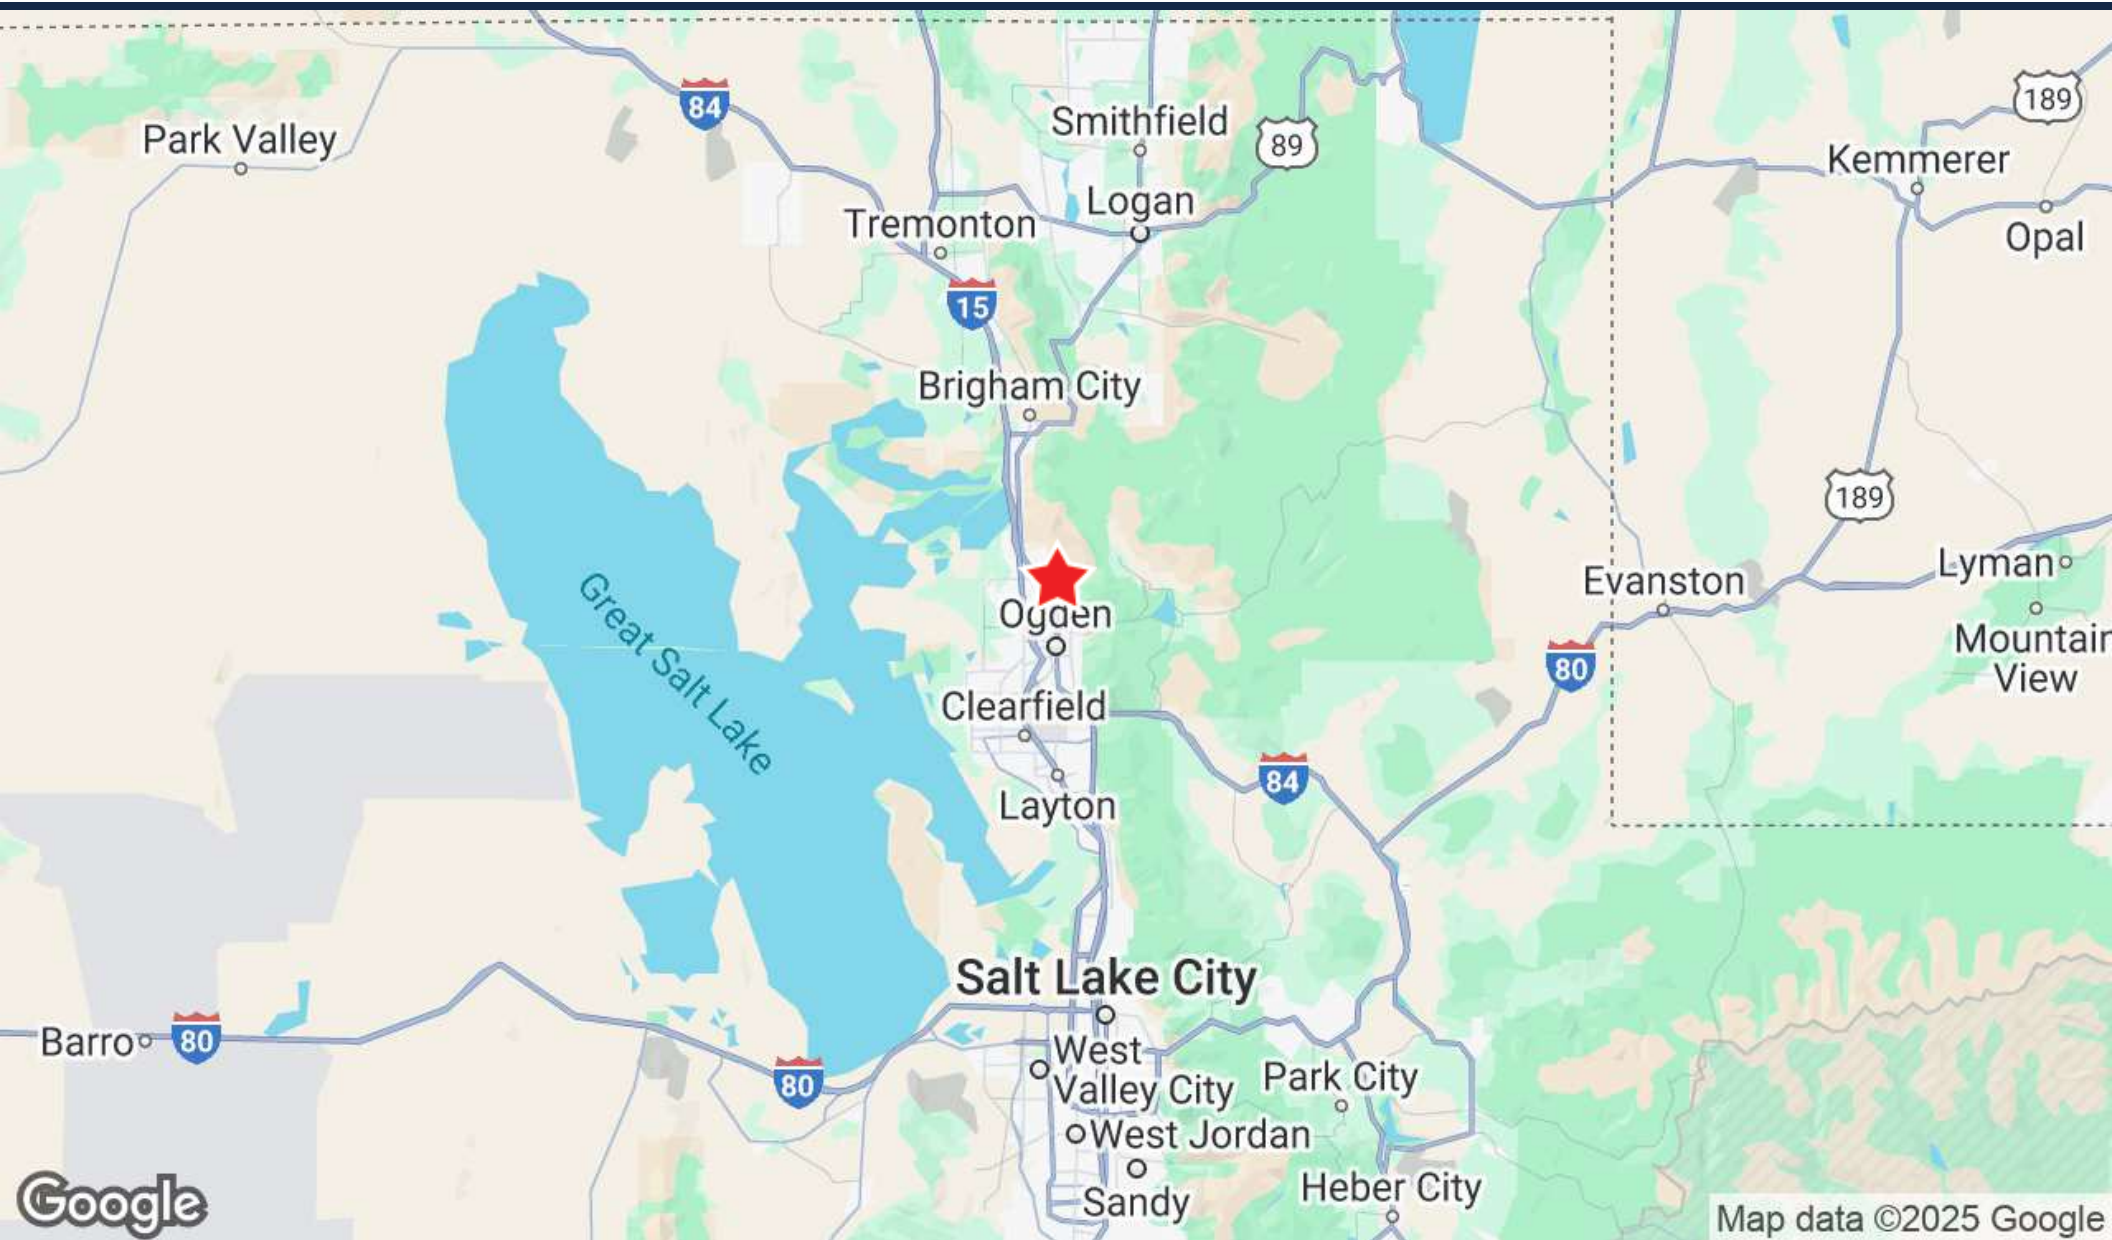 84
Smithfield
189
89
Park Valley
Kemmerer
Logan
Tremonton
Opal
15
Brigham City
189
Lyman
Evanston
Ogden
Great Salt Lake
Mountain
View
80
Clearfield
84
Layton
Salt Lake City
Barro
80
80
West
Valley City
Park City
West Jordan
Heber City
Sandy
Google
Map data ©2025 Google